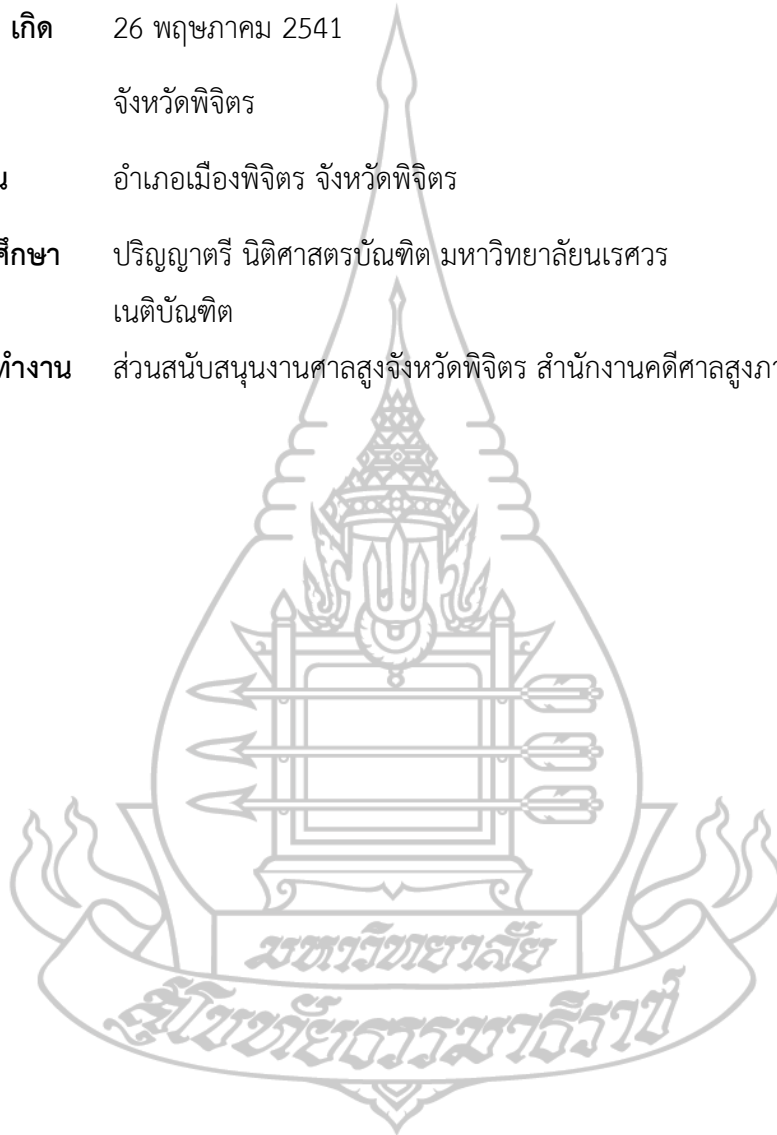 เกิด 26 พฤษภาคม 2541
จังหวัดพิจิตร
อำเภอเมืองพิจิตร จังหวัดพิจิตร
ปริญญาตรี นิติศาสตรบัณฑิต มหาวิทยาลัยนเรศวร
เนติบัณฑิต
ทำงาน ส่วนสนับสนุนงานศาลสูงจังหวัดพิจิตร สำนักงานคดีศาลสูง
มหาวิทยาลัย
สุโขทัยธรรมาธิราช